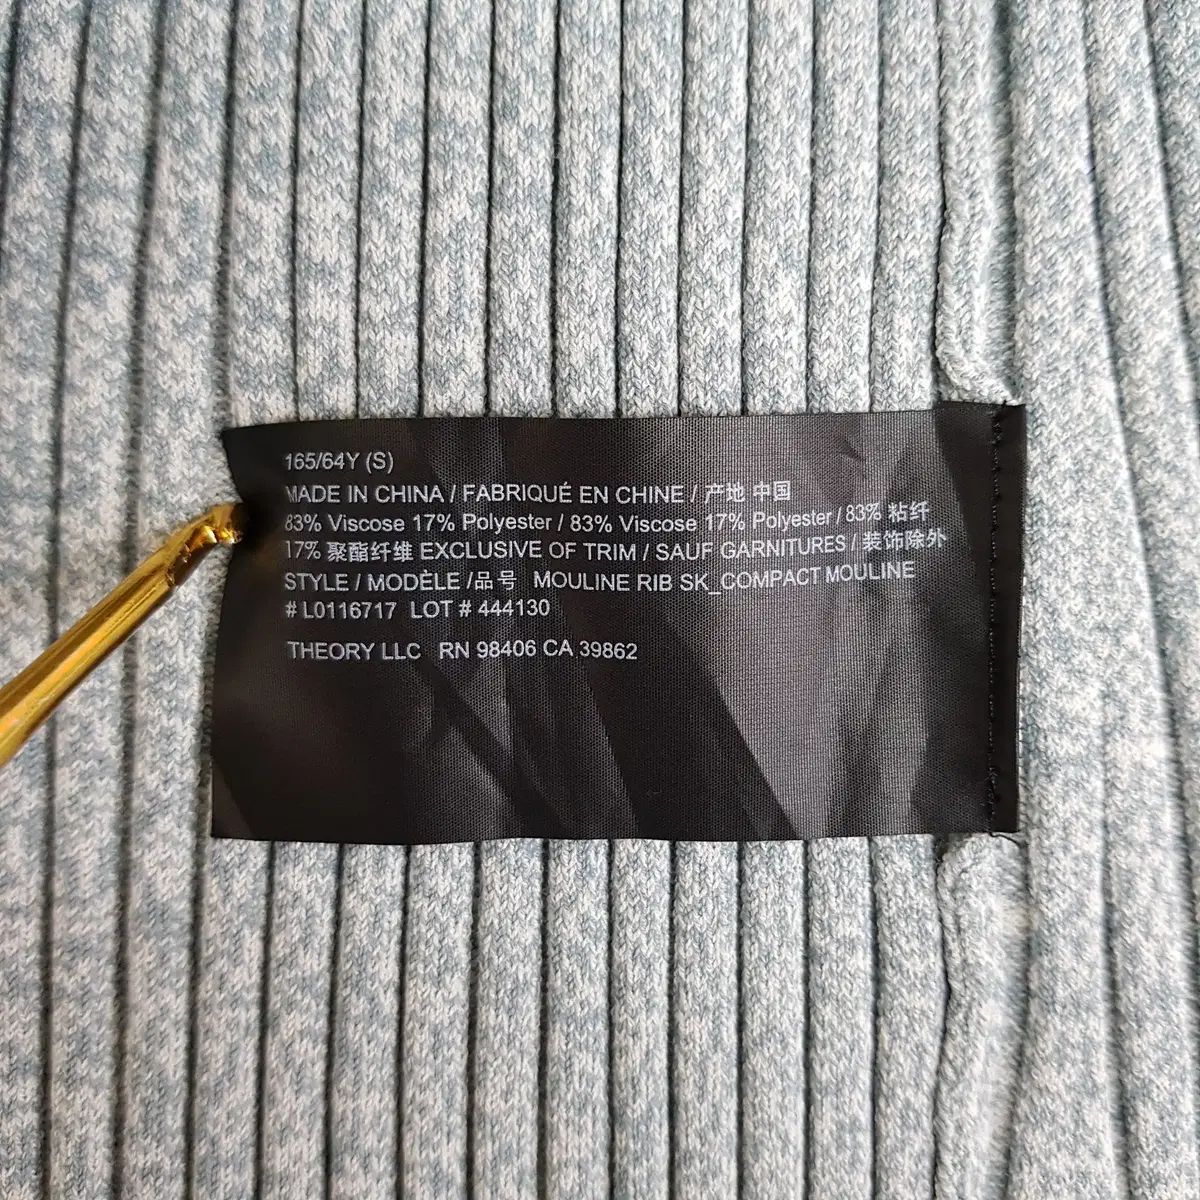 165/64Y (S)
MADE IN CHINA / FABRIQUÉ EN CHINE / 产地 中国
83% Viscose 17% Polyester / 83% Viscose 17% Polyester / 83% 粘纤
17% 聚酯纤维 EXCLUSIVE OF TRIM / SAUF GARNITURES / 装饰除外
STYLE / MODÈLE /品号 MOULINE RIB SK_COMPACT MOULINE
# L0116717 LOT # 444130
THEORY LLC RN 98406 CA 39862